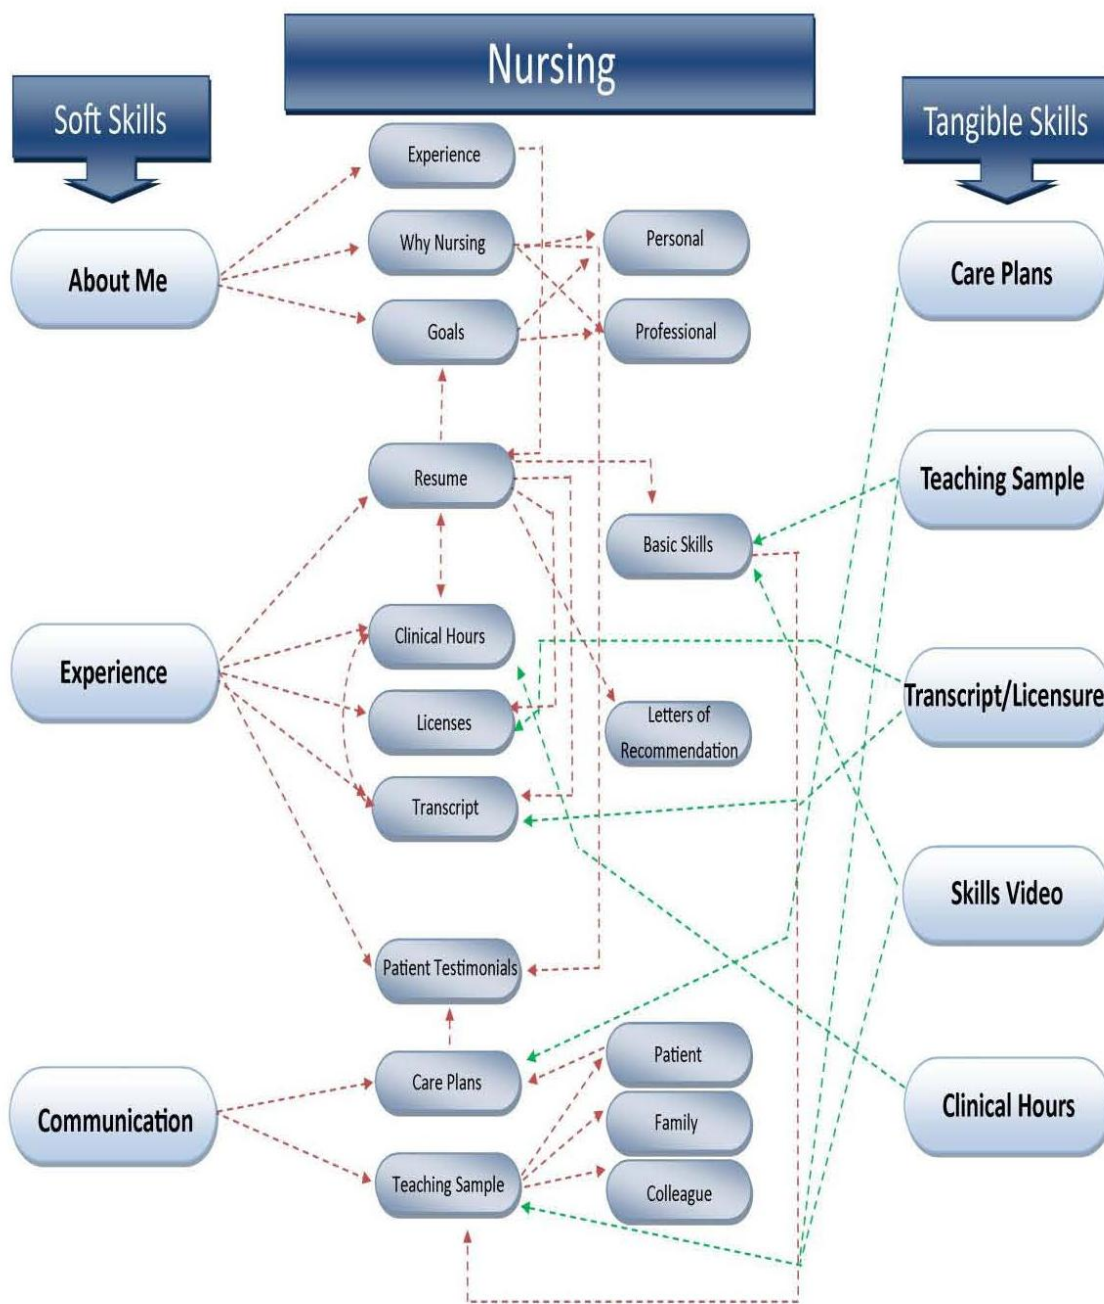 Nursing
Soft Skills
Tangible Skills
About Me
Experience
Communication
Experience
Why Nursing
Goals
Resume
Clinical Hours
Licenses
Transcript
Patient Testimonials
Care Plans
Teaching Sample
Personal
Professional
Basic Skills
Letters of
Recommendation
Patient
Family
Colleague
Care Plans
Teaching Sample
Transcript/Licensure
Skills Video
Clinical Hours